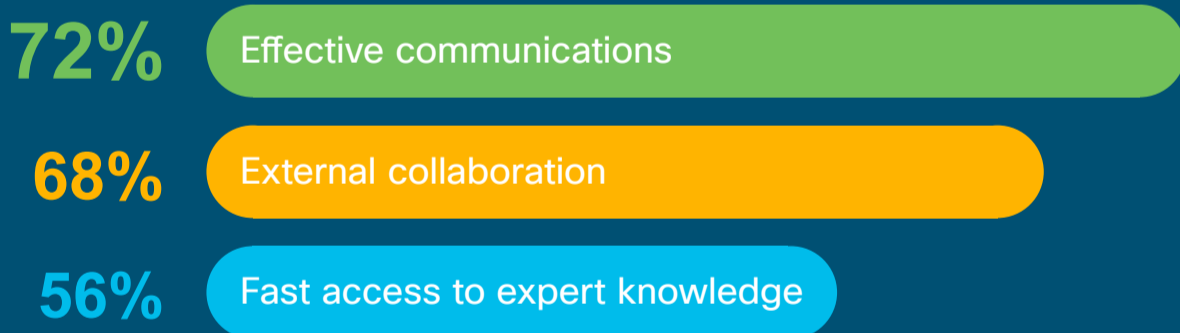 72% Effective communications
68% External collaboration
56% Fast access to expert knowledge